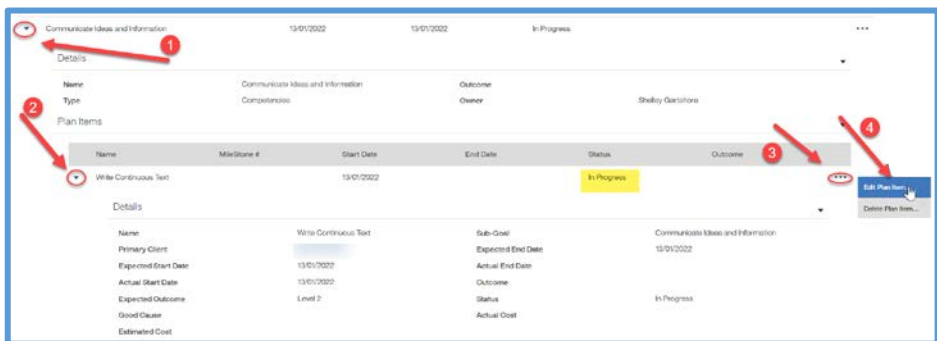 Communicate Ideas and Information 13/01/2022 13/01/2022 In Progress ...
1
Details
Name Communicate Ideas and Information Outcome
Type Competencies Owner Shelley Gartshore
2
Plan Items
4
Name MileStone # Start Date End Date Status Outcome
3
Write Continuous Text 13/01/2022 In Progress ...
Edit Plan Item...
Delete Plan Item...
Details
Name Write Continuous Text Sub-Goal Communicate Ideas and Information
Primary Client Expected End Date 13/01/2022
Expected Start Date 13/01/2022 Actual End Date
Actual Start Date 13/01/2022 Outcome
Expected Outcome Level 2 Status In Progress
Good Cause Actual Cost
Estimated Cost